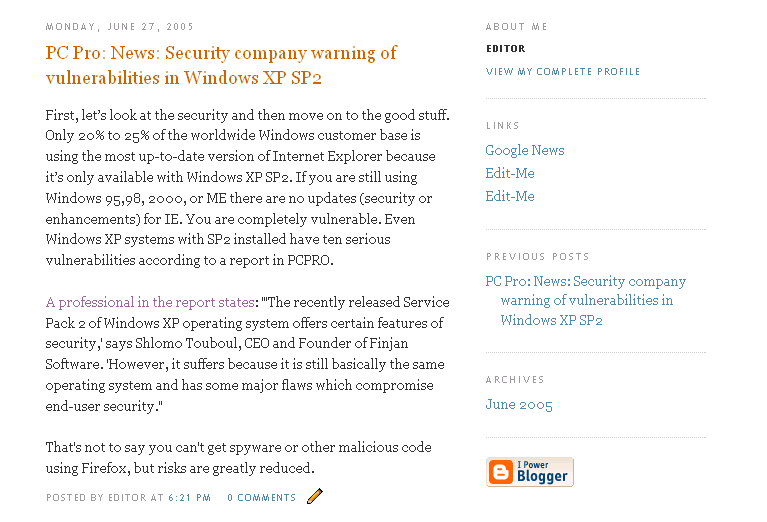 MONDAY, JUNE 27, 2005
PC Pro: News: Security company warning of
vulnerabilities in Windows XP SP2
First, let's look at the security and then move on to the good stuff.
Only 20% to 25% of the worldwide Windows customer base is
using the most up-to-date version of Internet Explorer because
it's only available with Windows XP SP2. If you are still using
Windows 95,98, 2000, or ME there are no updates (security or
enhancements) for IE. You are completely vulnerable. Even
Windows XP systems with SP2 installed have ten serious
vulnerabilities according to a report in PCPRO.
A professional in the report states: "'The recently released Service
Pack 2 of Windows XP operating system offers certain features of
security,' says Shlomo Touboul, CEO and Founder of Finjan
Software. 'However, it suffers because it is still basically the same
operating system and has some major flaws which compromise
end-user security."
That's not to say you can't get spyware or other malicious code
using Firefox, but risks are greatly reduced.
POSTED BY EDITOR AT 6:21 PM 0 COMMENTS
ABOUT ME
EDITOR
VIEW MY COMPLETE PROFILE
LINKS
Google News
Edit-Me
Edit-Me
PREVIOUS POSTS
PC Pro: News: Security company
warning of vulnerabilities in
Windows XP SP2
ARCHIVES
June 2005
I Power
Blogger